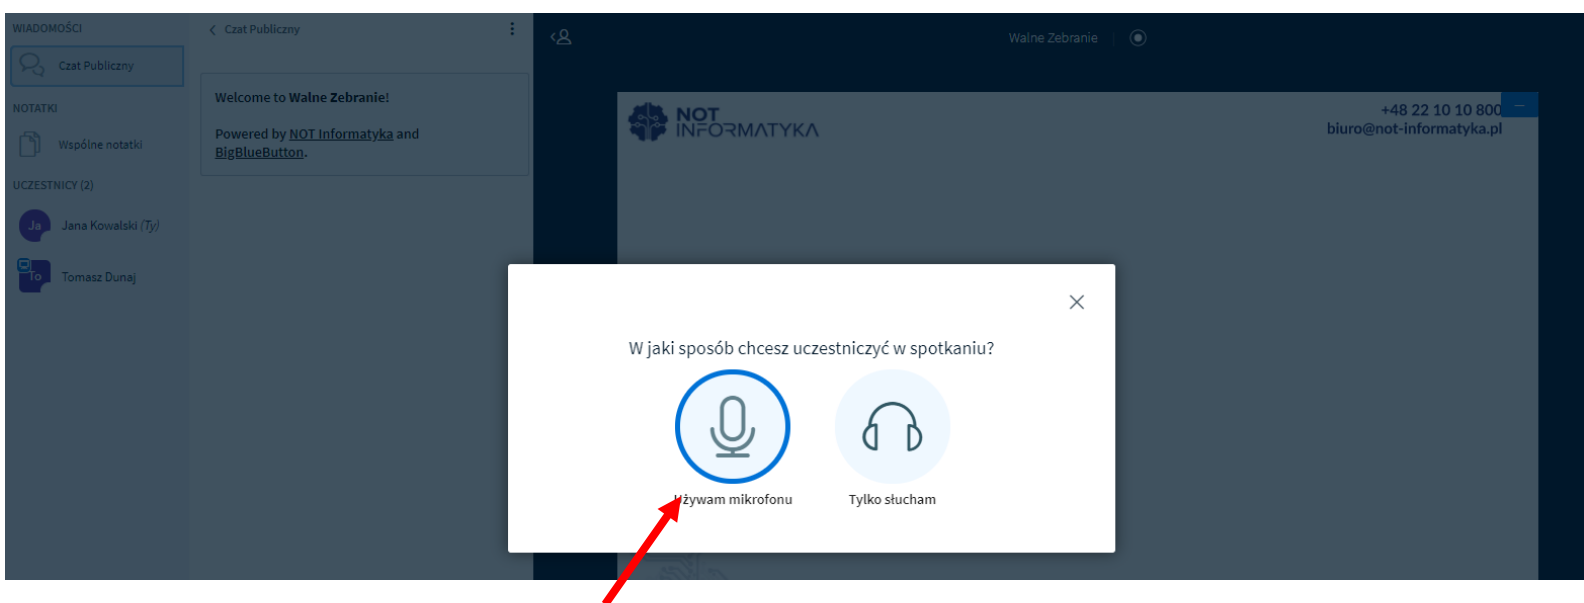 WIADOMOŚCI
Czat Publiczny
NOTATKI
Wspólne notatki
UCZESTNICY (2)
Ja
Jana Kowalski (Ty)
To
Tomasz Dunaj
Czat Publiczny
Welcome to Walne Zebranie!
Powered by NOT Informatyka and
BigBlueButton.
Walne Zebranie
NOT
INFORMATYKA
+48 22 10 10 800
biuro@not-informatyka.pl
W jaki sposób chcesz uczestniczyć w spotkaniu?
Używam mikrofonu
Tylko słucham